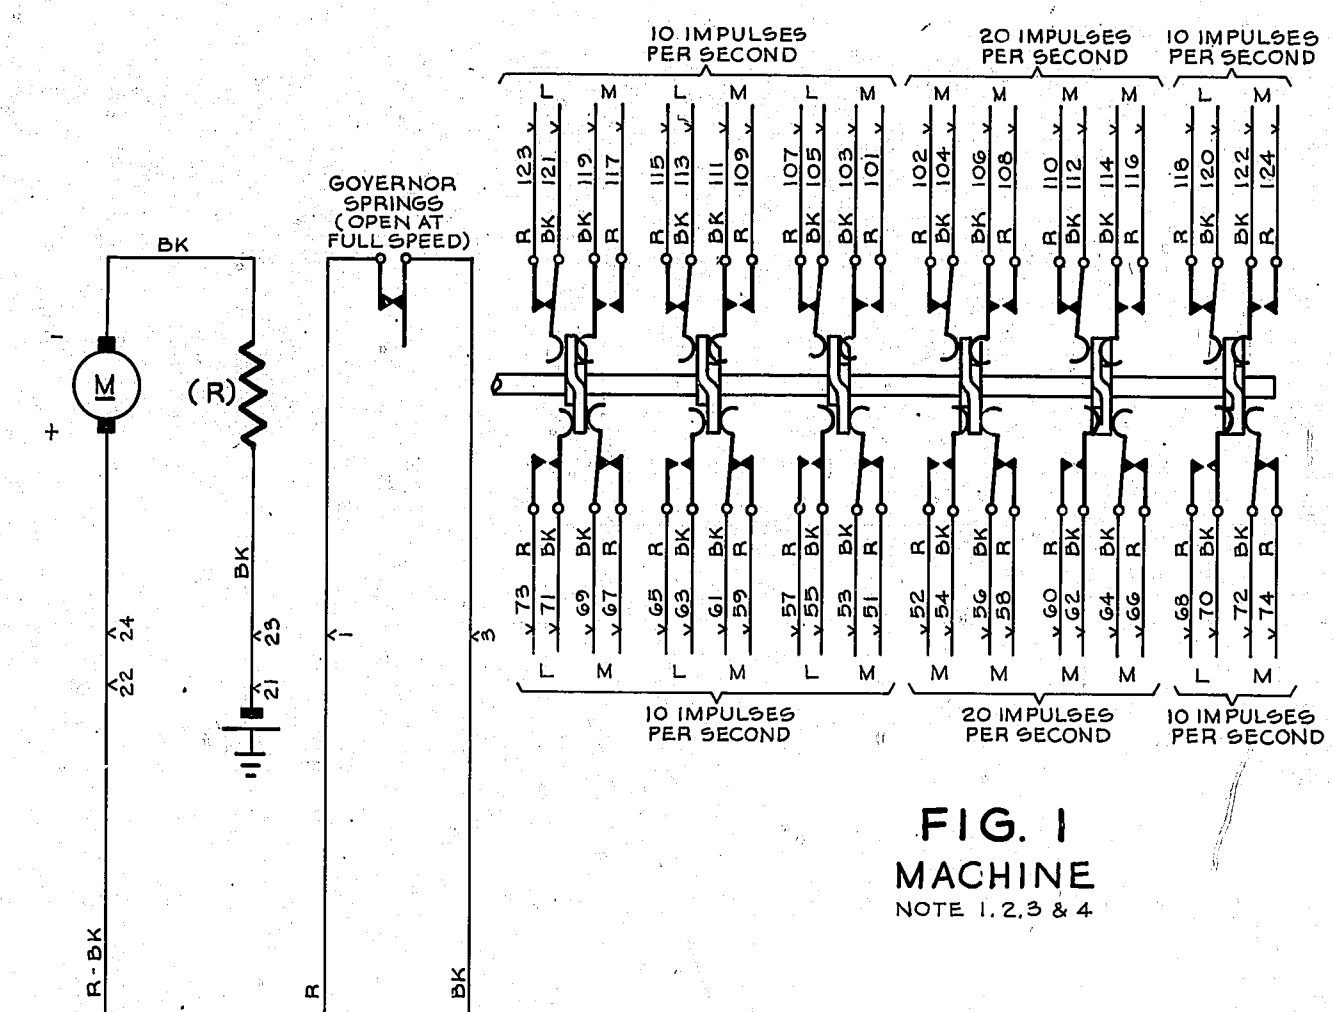 10 IMPULSES
PER SECOND
20 IMPULSES
PER SECOND
10 IMPULSES
PER SECOND
L M L M L M M M M M L M
123 121 119 117 115 113 111 109 107 105 103 101 102 104 106 108 110 112 114 116 118 120 122 124
R BK BK R R BK BK R R BK BK R R BK BK R R BK BK R R BK BK R
GOVERNOR
SPRINGS
(OPEN AT
FULL SPEED)
BK
-
M
+
(R)
BK
24
22
23
21
1
3
R BK BK R R BK BK R R BK BK R R BK BK R R BK BK R R BK BK R
73 71 69 67 65 63 61 59 57 55 53 51 52 54 56 58 60 62 64 66 68 70 72 74
L M L M L M M M M M L M
10 IMPULSES
PER SECOND
20 IMPULSES
PER SECOND
10 IMPULSES
PER SECOND
FIG. 1
MACHINE
NOTE 1, 2, 3 & 4
R-BK
R
BK